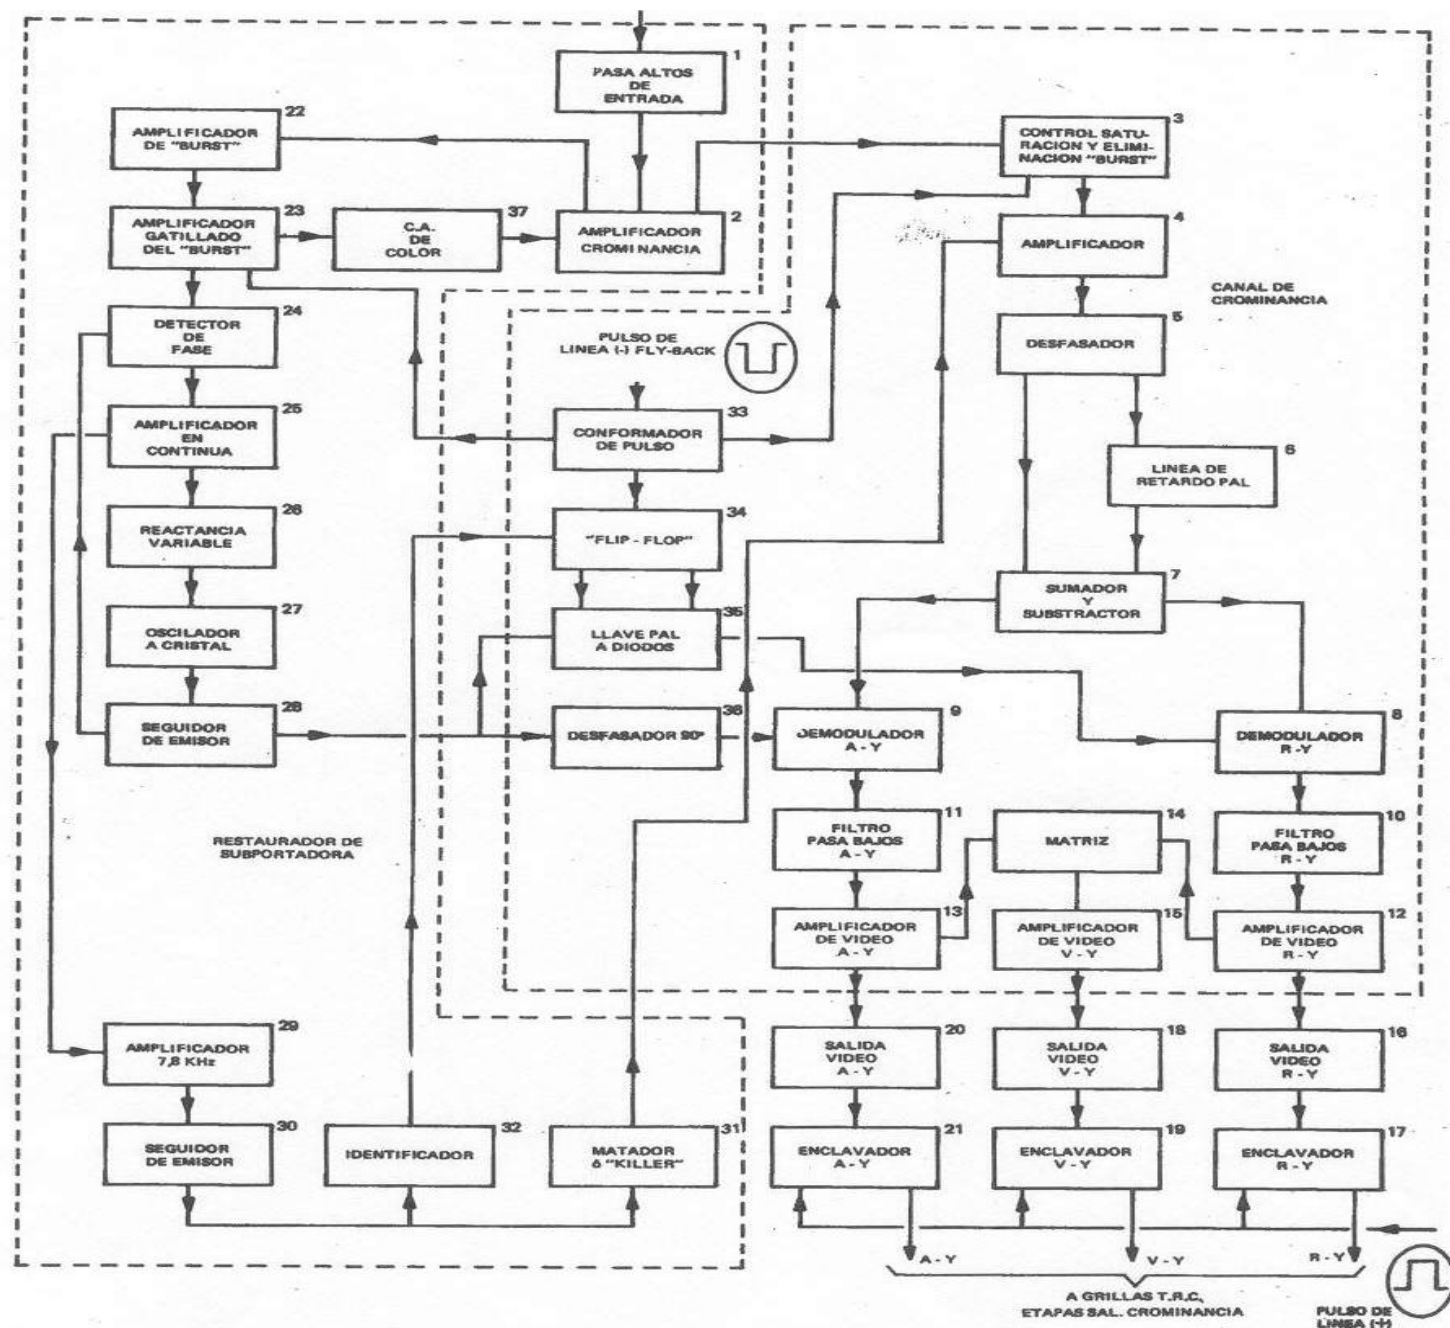 1
PASA ALTOS
DE
ENTRADA
22
AMPLIFICADOR
DE "BURST"
3
CONTROL SATU-
RACION Y ELIMI-
NACION "BURST"
23
AMPLIFICADOR
GATILLADO
DEL "BURST"
37
C.A.
DE
COLOR
2
AMPLIFICADOR
CROMINANCIA
4
AMPLIFICADOR
CANAL DE
CROMINANCIA
24
DETECTOR
DE
FASE
PULSO DE
LINEA (-) FLY-BACK
5
DESFASADOR
25
AMPLIFICADOR
EN
CONTINUA
33
CONFORMADOR
DE PULSO
6
LINEA DE
RETARDO PAL
26
REACTANCIA
VARIABLE
34
"FLIP - FLOP"
7
SUMADOR
Y
SUBSTRACTOR
27
OSCILADOR
A CRISTAL
35
LLAVE PAL
A DIODOS
28
SEGUIDOR
DE EMISOR
36
DESFASADOR 90°
9
DEMODULADOR
A - Y
8
DEMODULADOR
R - Y
RESTAURADOR DE
SUBPORTADORA
11
FILTRO
PASA BAJOS
A - Y
14
MATRIZ
10
FILTRO
PASA BAJOS
R - Y
13
AMPLIFICADOR
DE VIDEO
A - Y
15
AMPLIFICADOR
DE VIDEO
V - Y
12
AMPLIFICADOR
DE VIDEO
R - Y
29
AMPLIFICADOR
7,8 KHz
20
SALIDA
VIDEO
A - Y
18
SALIDA
VIDEO
V - Y
16
SALIDA
VIDEO
R - Y
30
SEGUIDOR
DE EMISOR
32
IDENTIFICADOR
31
MATADOR
ó "KILLER"
21
ENCLAVADOR
A - Y
19
ENCLAVADOR
V - Y
17
ENCLAVADOR
R - Y
A - Y
V - Y
R - Y
A GRILLAS T.R.C,
ETAPAS SAL. CROMINANCIA
PULSO DE
LINEA (+)